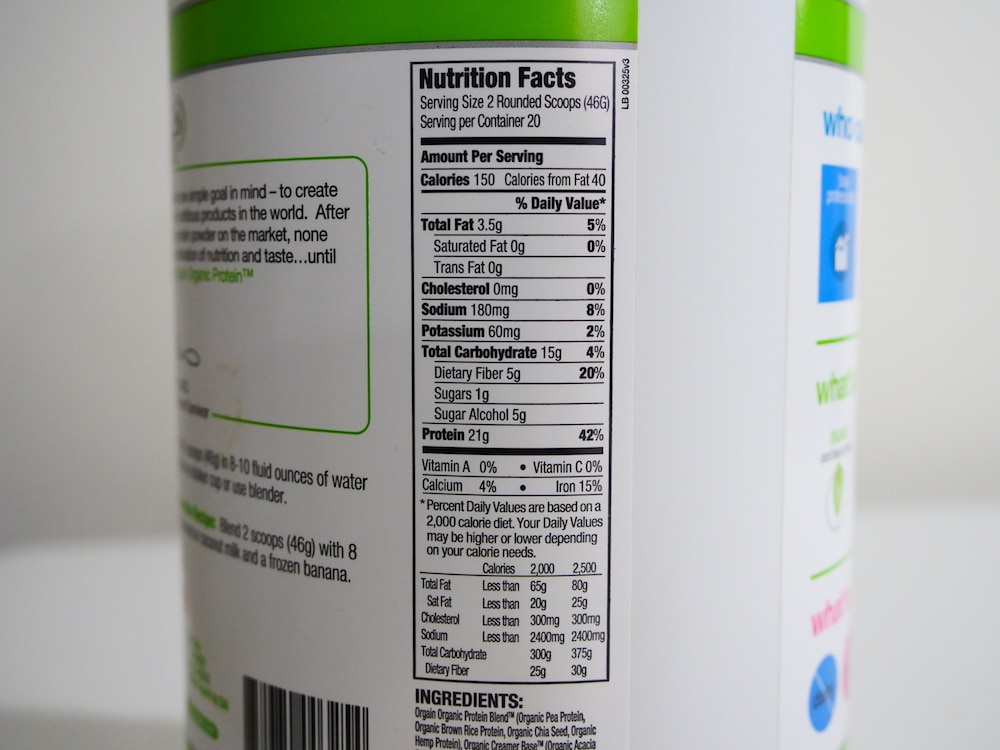 simple goal in mind – to create
products in the world. After
powder on the market, none
of nutrition and taste…until
Organic Protein™
(46g) in 8-10 fluid ounces of water
cup or use blender.
Blend 2 scoops (46g) with 8
coconut milk and a frozen banana.
Nutrition Facts
Serving Size 2 Rounded Scoops (46G)
Serving per Container 20
Amount Per Serving
Calories 150 Calories from Fat 40
% Daily Value*
Total Fat 3.5g 5%
Saturated Fat 0g 0%
Trans Fat 0g
Cholesterol 0mg 0%
Sodium 180mg 8%
Potassium 60mg 2%
Total Carbohydrate 15g 4%
Dietary Fiber 5g 20%
Sugars 1g
Sugar Alcohol 5g
Protein 21g 42%
Vitamin A 0% • Vitamin C 0%
Calcium 4% • Iron 15%
*Percent Daily Values are based on a
2,000 calorie diet. Your Daily Values
may be higher or lower depending
on your calorie needs.
Calories 2,000 2,500
Total Fat Less than 65g 80g
Sat Fat Less than 20g 25g
Cholesterol Less than 300mg 300mg
Sodium Less than 2400mg 2400mg
Total Carbohydrate 300g 375g
Dietary Fiber 25g 30g
INGREDIENTS:
Orgain Organic Protein Blend™ (Organic Pea Protein,
Organic Brown Rice Protein, Organic Chia Seed, Organic
Hemp Protein), Organic Creamer Base™ (Organic Acacia
LB 00325v3